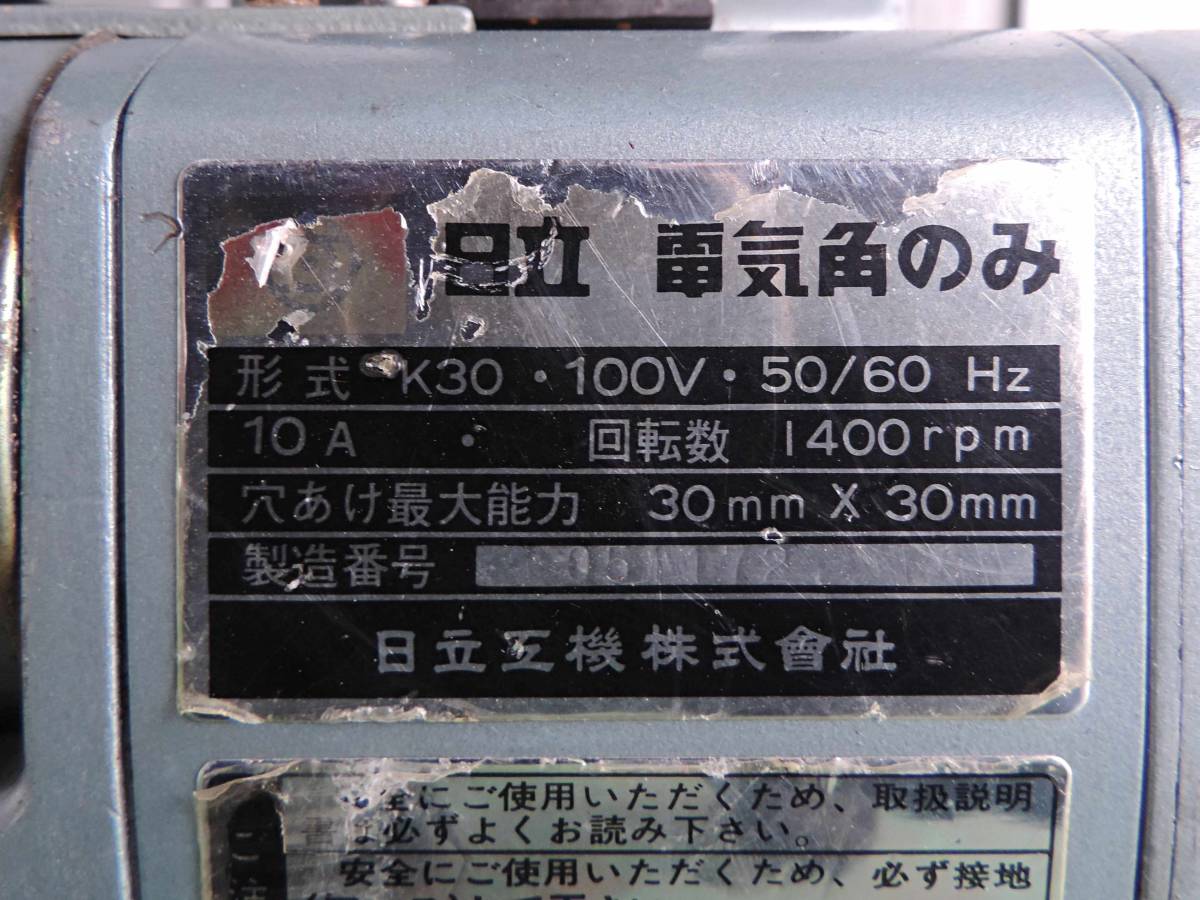 日立 電気角のみ
形式 K30・100V・50/60 Hz
10A ・ 回転数 1400rpm
穴あけ最大能力 30mm X 30mm
製造番号
日立工機株式會社
安全にご使用いただくため、取扱説明
書は必ずよくお読み下さい。
安全にご使用いただくため、必ず接地